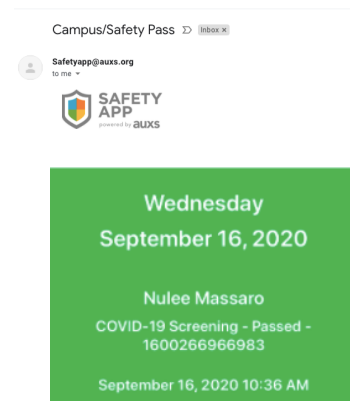 Campus/Safety Pass Inbox x
Safetyapp@auxs.org
to me
SAFETY
APP
powered by auxs
Wednesday
September 16, 2020
Nulee Massaro
COVID-19 Screening - Passed -
1600266966983
September 16, 2020 10:36 AM